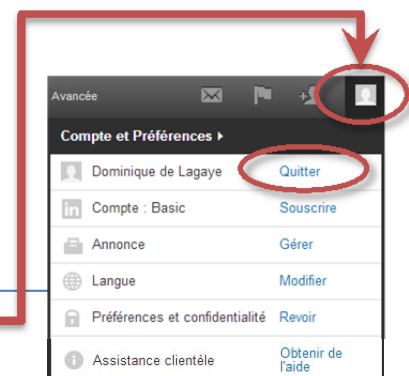 Avancée
Compte et Préférences
Dominique de Lagaye Quitter
in Compte : Basic Souscrire
Annonce Gérer
Langue Modifier
Préférences et confidentialité Revoir
Assistance clientèle Obtenir de
l'aide